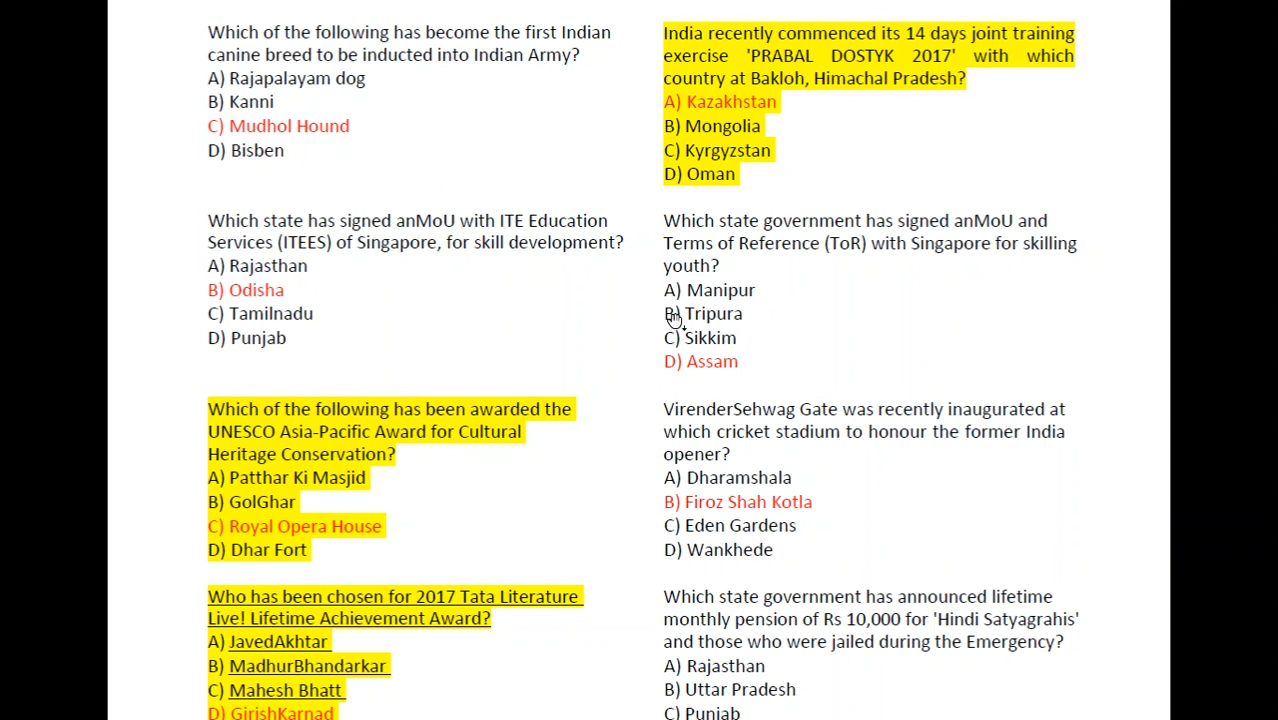 Which of the following has become the first Indian
canine breed to be inducted into Indian Army?
A) Rajapalayam dog
B) Kanni
C) Mudhol Hound
D) Bisben
Which state has signed anMoU with ITE Education
Services (ITEES) of Singapore, for skill development?
A) Rajasthan
B) Odisha
C) Tamilnadu
D) Punjab
Which of the following has been awarded the
UNESCO Asia-Pacific Award for Cultural
Heritage Conservation?
A) Patthar Ki Masjid
B) GolGhar
C) Royal Opera House
D) Dhar Fort
Who has been chosen for 2017 Tata Literature
Live! Lifetime Achievement Award?
A) JavedAkhtar
B) MadhurBhandarkar
C) Mahesh Bhatt
D) GirishKarnad
India recently commenced its 14 days joint training
exercise 'PRABAL DOSTYK 2017' with which
country at Bakloh, Himachal Pradesh?
A) Kazakhstan
B) Mongolia
C) Kyrgyzstan
D) Oman
Which state government has signed anMoU and
Terms of Reference (ToR) with Singapore for skilling
youth?
A) Manipur
B) Tripura
C) Sikkim
D) Assam
VirenderSehwag Gate was recently inaugurated at
which cricket stadium to honour the former India
opener?
A) Dharamshala
B) Firoz Shah Kotla
C) Eden Gardens
D) Wankhede
Which state government has announced lifetime
monthly pension of Rs 10,000 for 'Hindi Satyagrahis'
and those who were jailed during the Emergency?
A) Rajasthan
B) Uttar Pradesh
C) Punjab